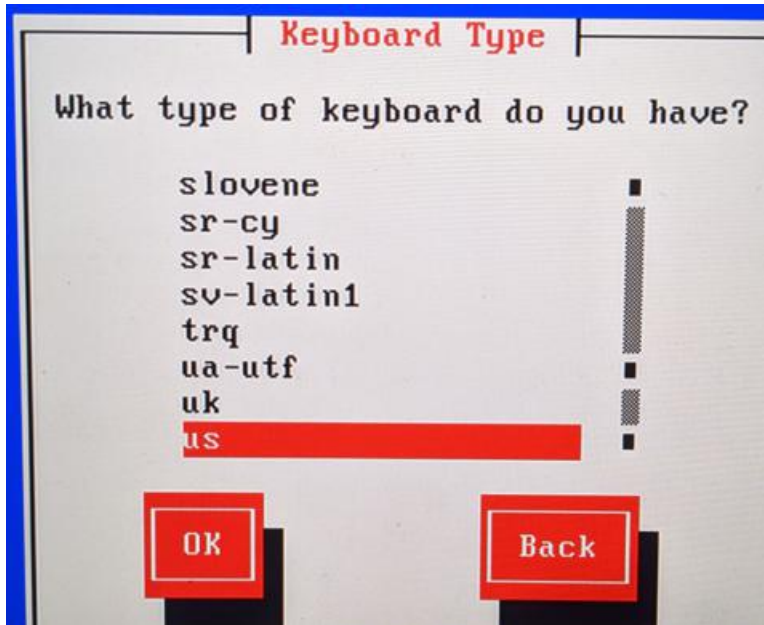 Keyboard Type
What type of keyboard do you have?
slovene
sr-cy
sr-latin
sv-latin1
trq
ua-utf
uk
us
OK
Back